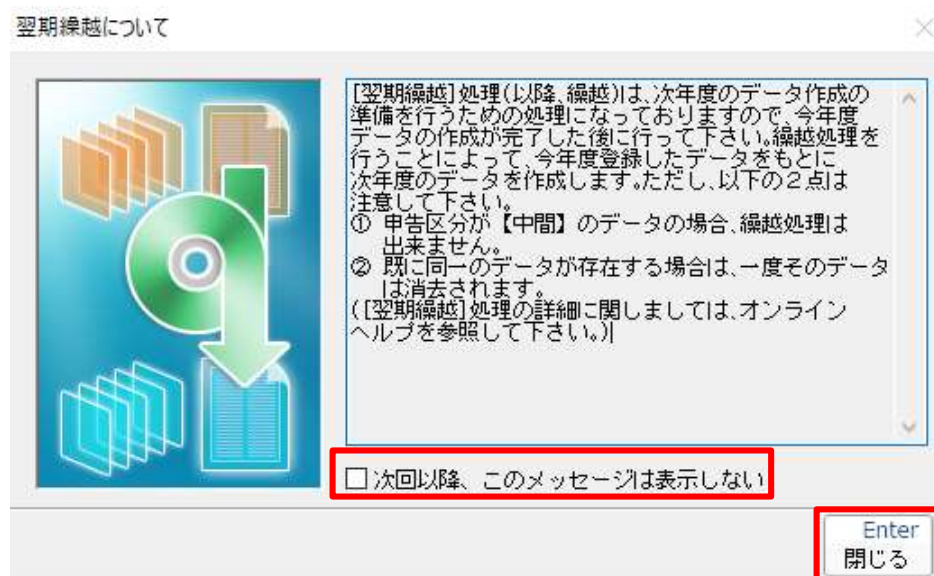 翌期繰越について
[翌期繰越]処理(以降、繰越)は、次年度のデータ作成の
準備を行うための処理になっておりますので、今年度
データの作成が完了した後に行って下さい。繰越処理を
行うことによって、今年度登録したデータをもとに
次年度のデータを作成します。ただし、以下の2点は
注意して下さい。
① 申告区分が【中間】のデータの場合、繰越処理は
出来ません。
② 既に同一のデータが存在する場合は、一度そのデータ
は消去されます。
([翌期繰越]処理の詳細に関しましては、オンライン
ヘルプを参照して下さい。)
次回以降、このメッセージは表示しない
Enter
閉じる